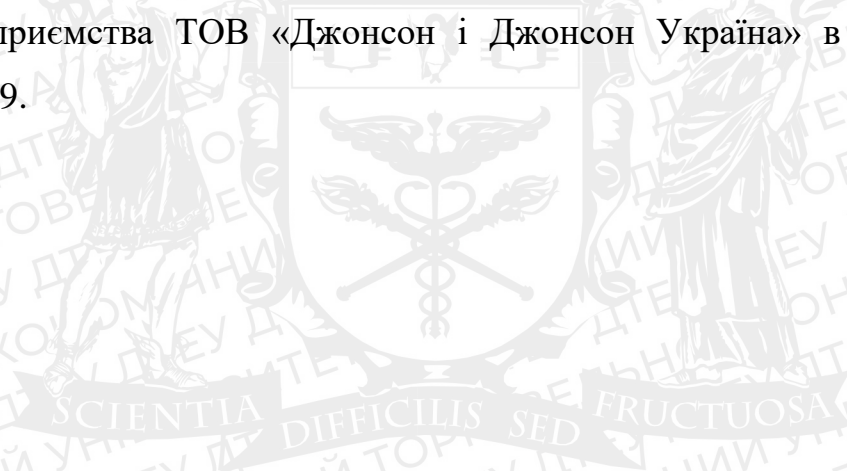 приємства ТОВ «Джонсон і Джонсон Україна» в
9.
SCIENTIA DIFFICILIS SED FRUCTUOSA